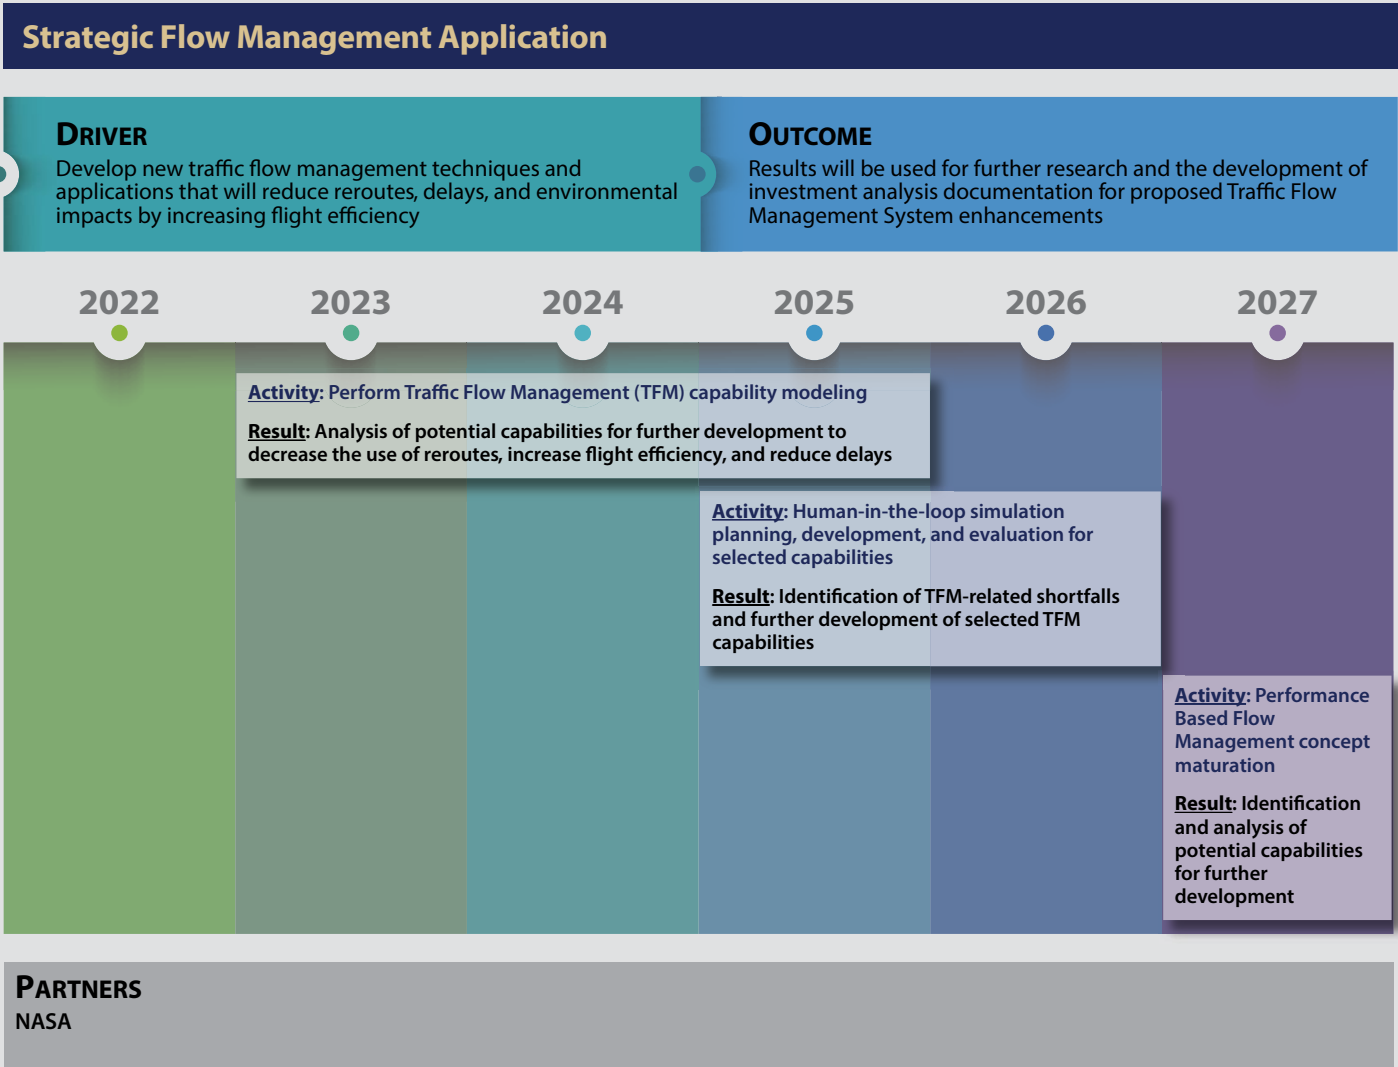 Strategic Flow Management Application
DRIVER
Develop new traffic flow management techniques and
applications that will reduce reroutes, delays, and environmental
impacts by increasing flight efficiency
OUTCOME
Results will be used for further research and the development of
investment analysis documentation for proposed Traffic Flow
Management System enhancements
2022 2023 2024 2025 2026 2027
Activity: Perform Traffic Flow Management (TFM) capability modeling
Result: Analysis of potential capabilities for further development to
decrease the use of reroutes, increase flight efficiency, and reduce delays
Activity: Human-in-the-loop simulation
planning, development, and evaluation for
selected capabilities
Result: Identification of TFM-related shortfalls
and further development of selected TFM
capabilities
Activity: Performance
Based Flow
Management concept
maturation
Result: Identification
and analysis of
potential capabilities
for further
development
PARTNERS
NASA